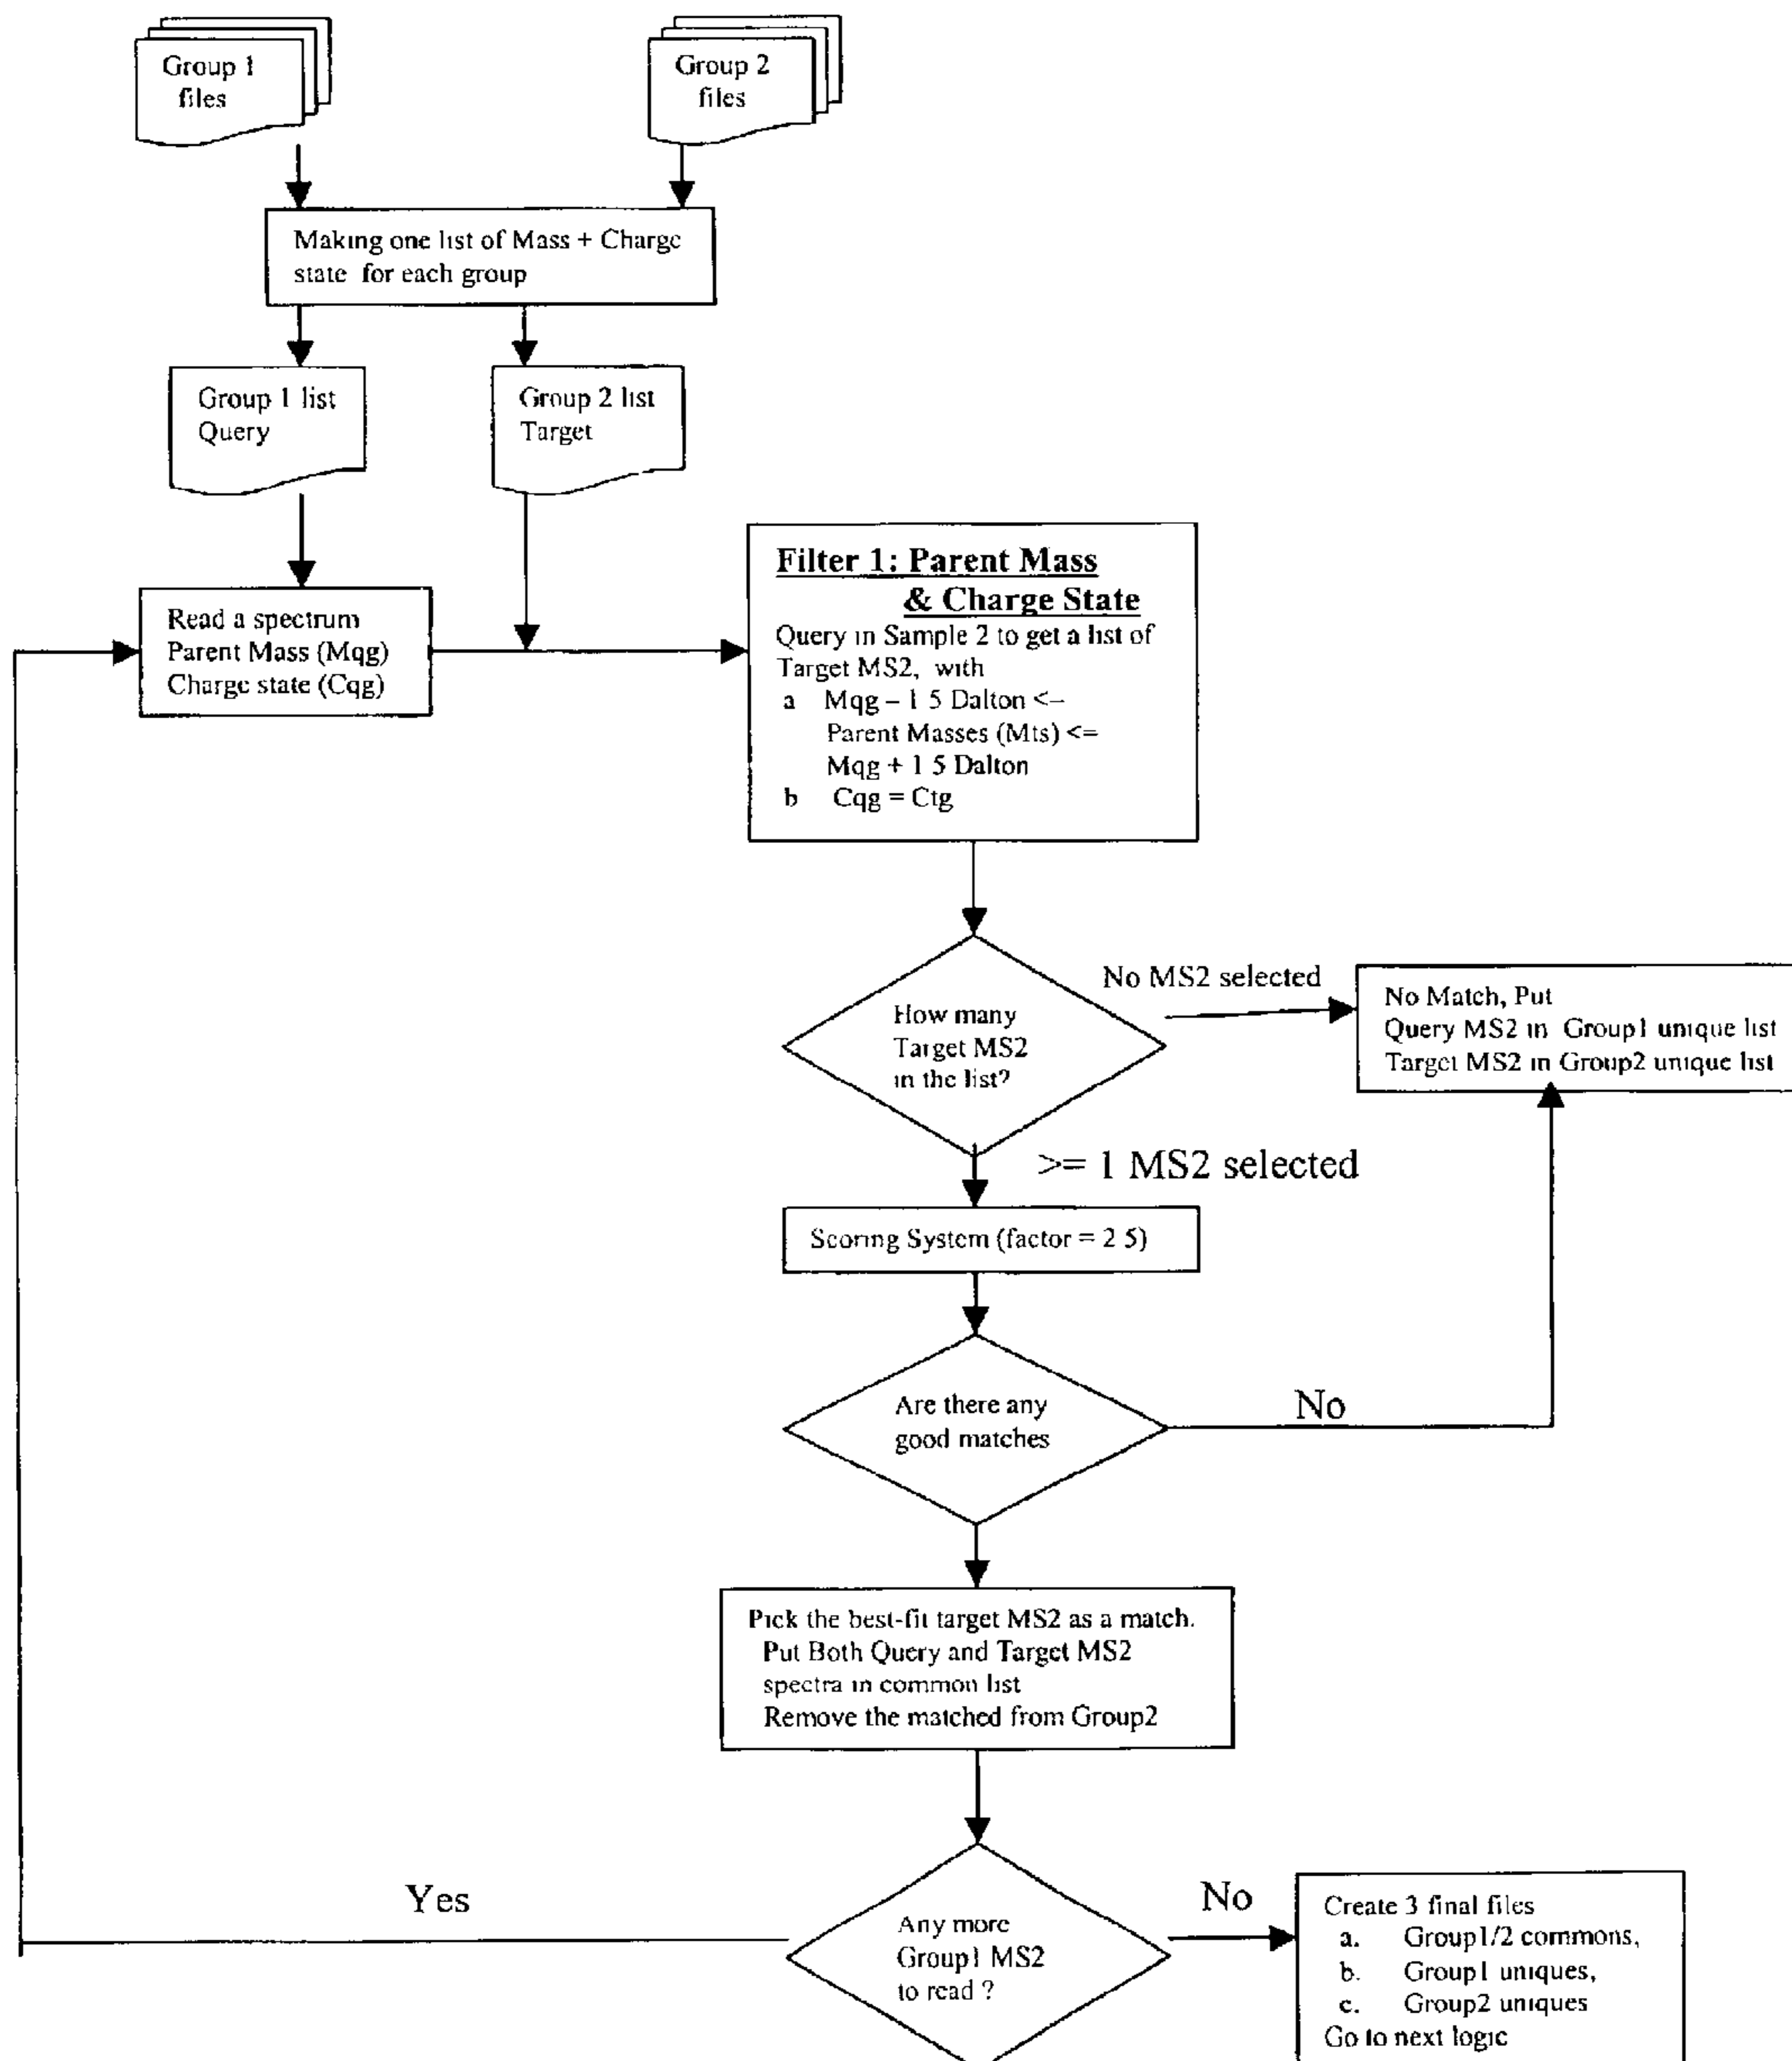 Group 1
files
Group 2
files
Making one list of Mass + Charge
state for each group
Group 1 list
Query
Group 2 list
Target
Read a spectrum
Parent Mass (Mqg)
Charge state (Cqg)
Filter 1: Parent Mass
& Charge State
Query in Sample 2 to get a list of
Target MS2, with
a Mqg – 1 5 Dalton <–
Parent Masses (Mts) <=
Mqg + 1 5 Dalton
b Cqg = Ctg
How many
Target MS2
in the list?
No MS2 selected
No Match, Put
Query MS2 in Group1 unique list
Target MS2 in Group2 unique list
>= 1 MS2 selected
Scoring System (factor = 2 5)
Are there any
good matches
No
Pick the best-fit target MS2 as a match.
Put Both Query and Target MS2
spectra in common list
Remove the matched from Group2
Yes
Any more
Group1 MS2
to read ?
No
Create 3 final files
a. Group1/2 commons,
b. Group1 uniques,
c. Group2 uniques
Go to next logic